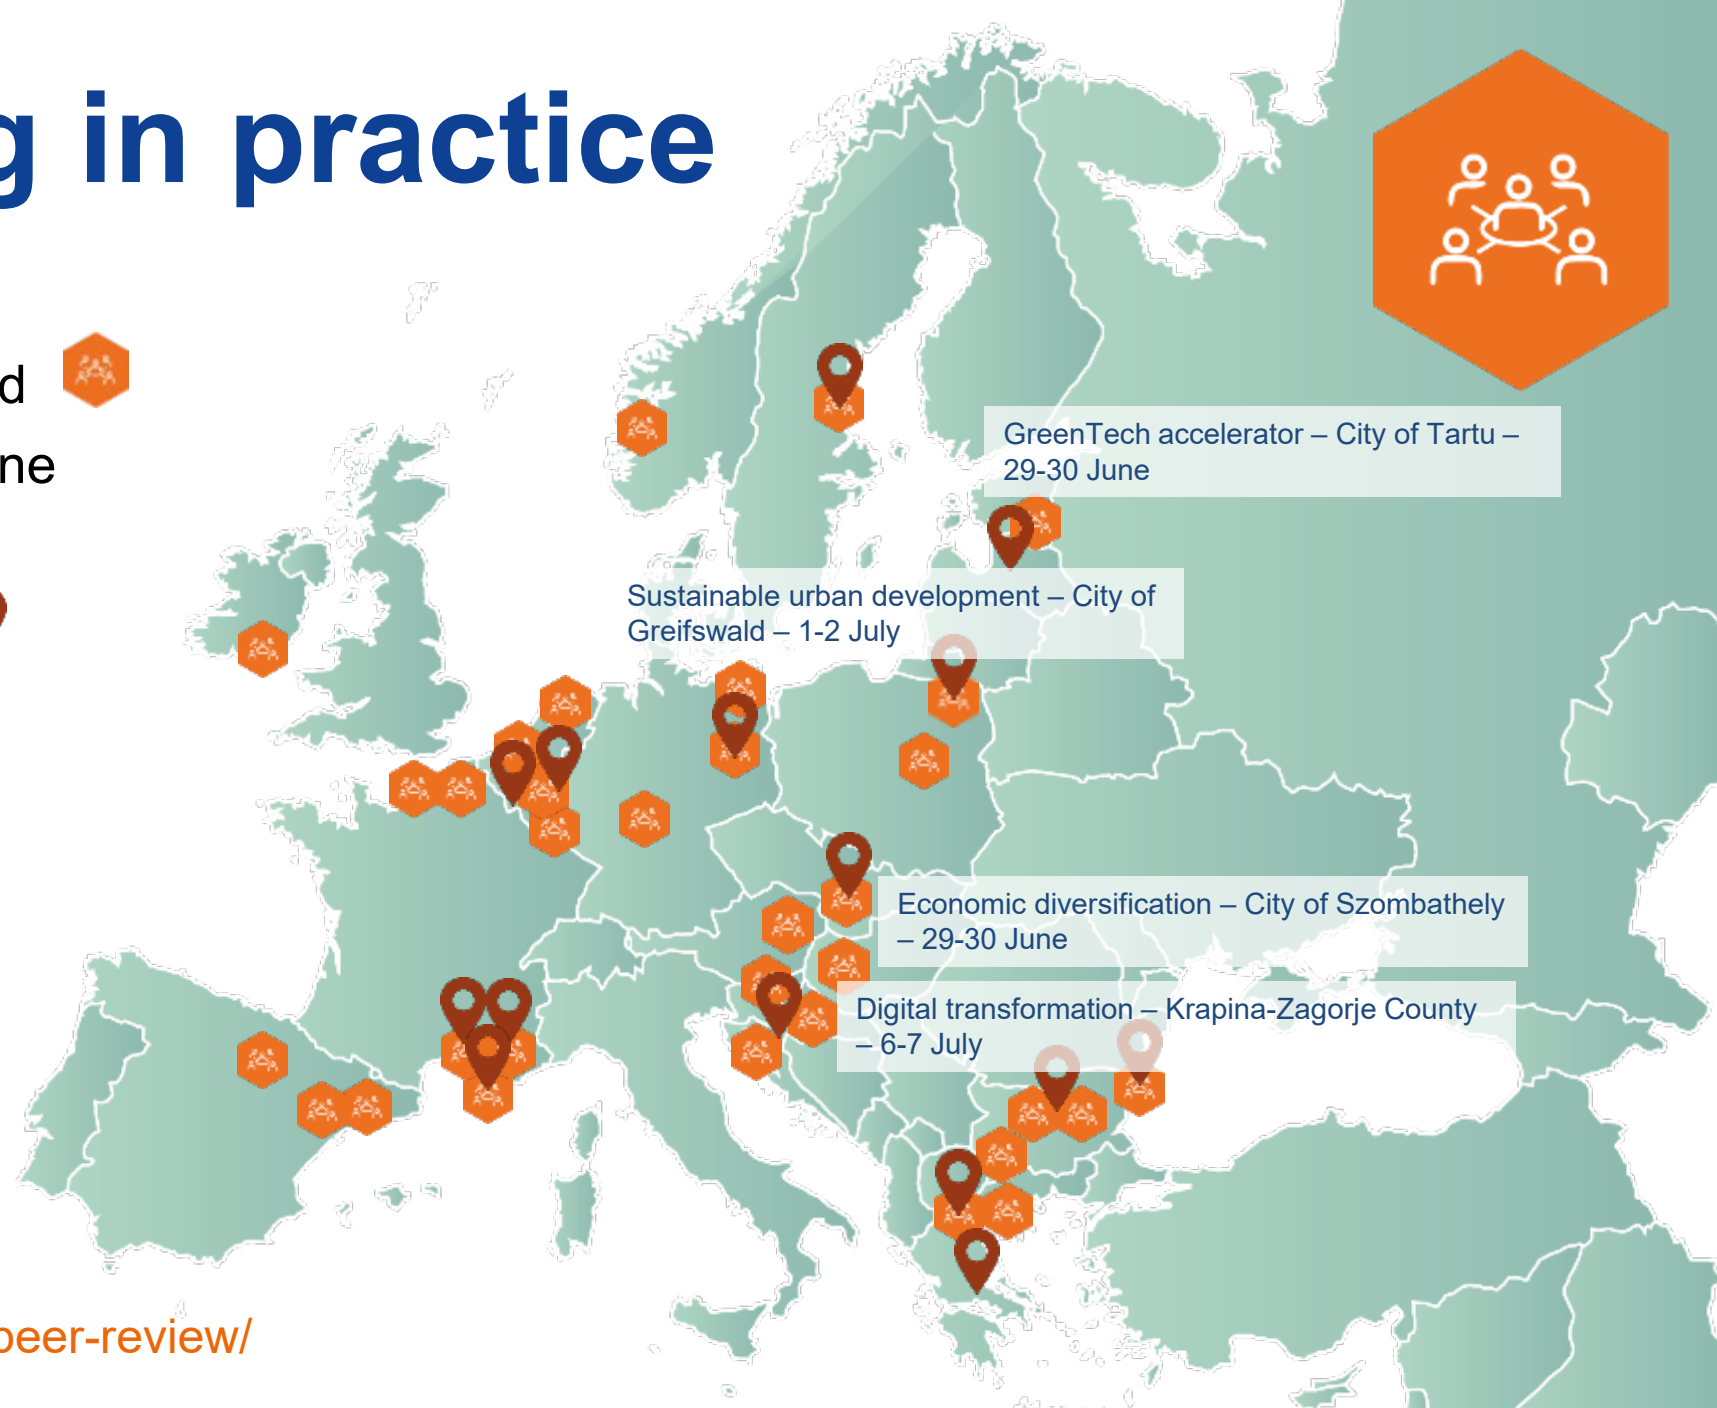 g in practice
d
ne
GreenTech accelerator – City of Tartu –
29-30 June
Sustainable urban development – City of
Greifswald – 1-2 July
Economic diversification – City of Szombathely
– 29-30 June
Digital transformation – Krapina-Zagorje County
– 6-7 July
peer-review/